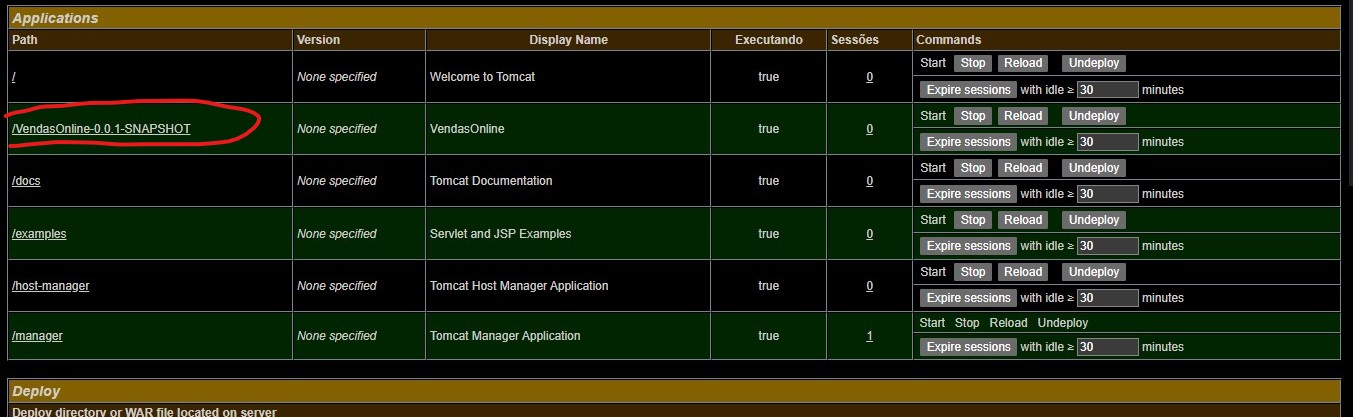 Applications
Path Version Display Name Executando Sessões Commands
/ None specified Welcome to Tomcat true 0 Start Stop Reload Undeploy
Expire sessions with idle ≥ 30 minutes
/VendasOnline-0.0.1-SNAPSHOT None specified VendasOnline true 0 Start Stop Reload Undeploy
Expire sessions with idle ≥ 30 minutes
/docs None specified Tomcat Documentation true 0 Start Stop Reload Undeploy
Expire sessions with idle ≥ 30 minutes
/examples None specified Servlet and JSP Examples true 0 Start Stop Reload Undeploy
Expire sessions with idle ≥ 30 minutes
/host-manager None specified Tomcat Host Manager Application true 0 Start Stop Reload Undeploy
Expire sessions with idle ≥ 30 minutes
/manager None specified Tomcat Manager Application true 1 Start Stop Reload Undeploy
Expire sessions with idle ≥ 30 minutes
Deploy
Deploy directory or WAR file located on server